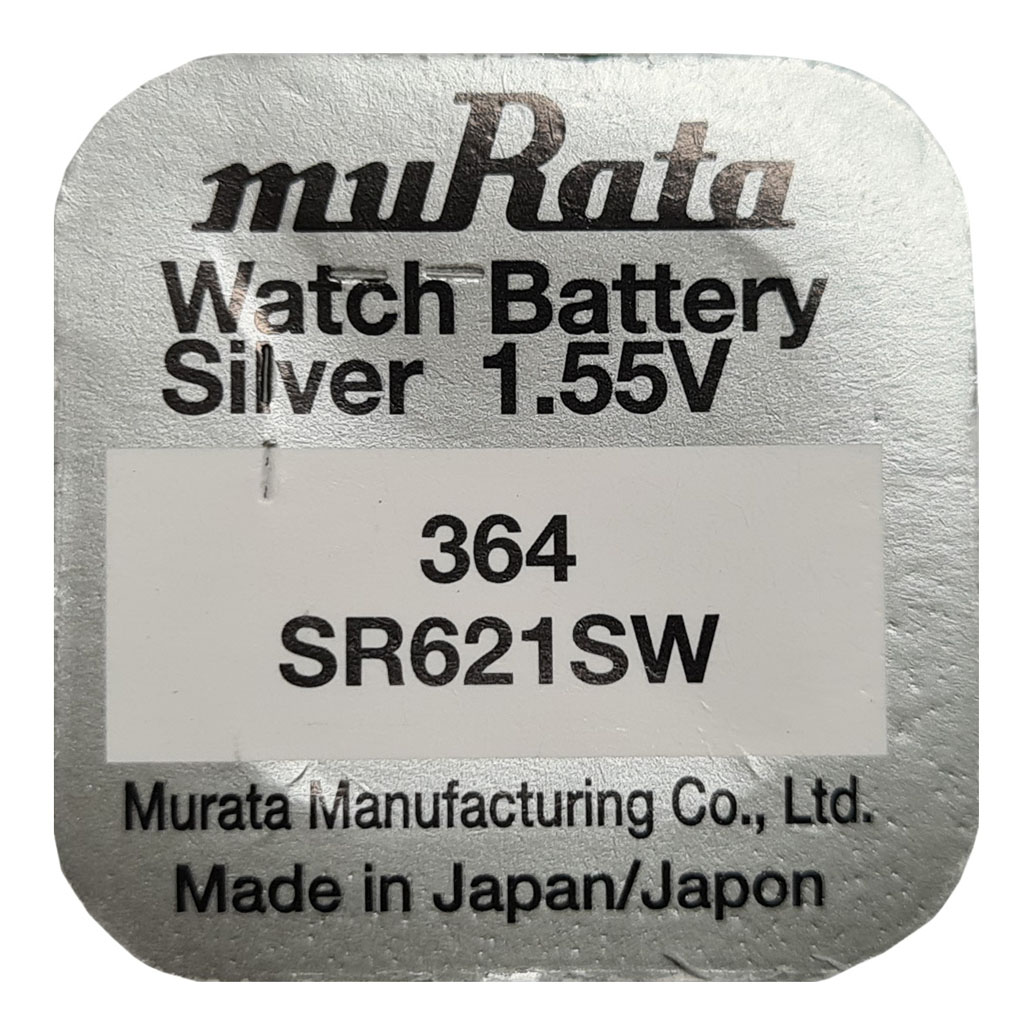 muRata
Watch Battery
Silver 1.55V
364
SR621SW
Murata Manufacturing Co., Ltd.
Made in Japan/Japon